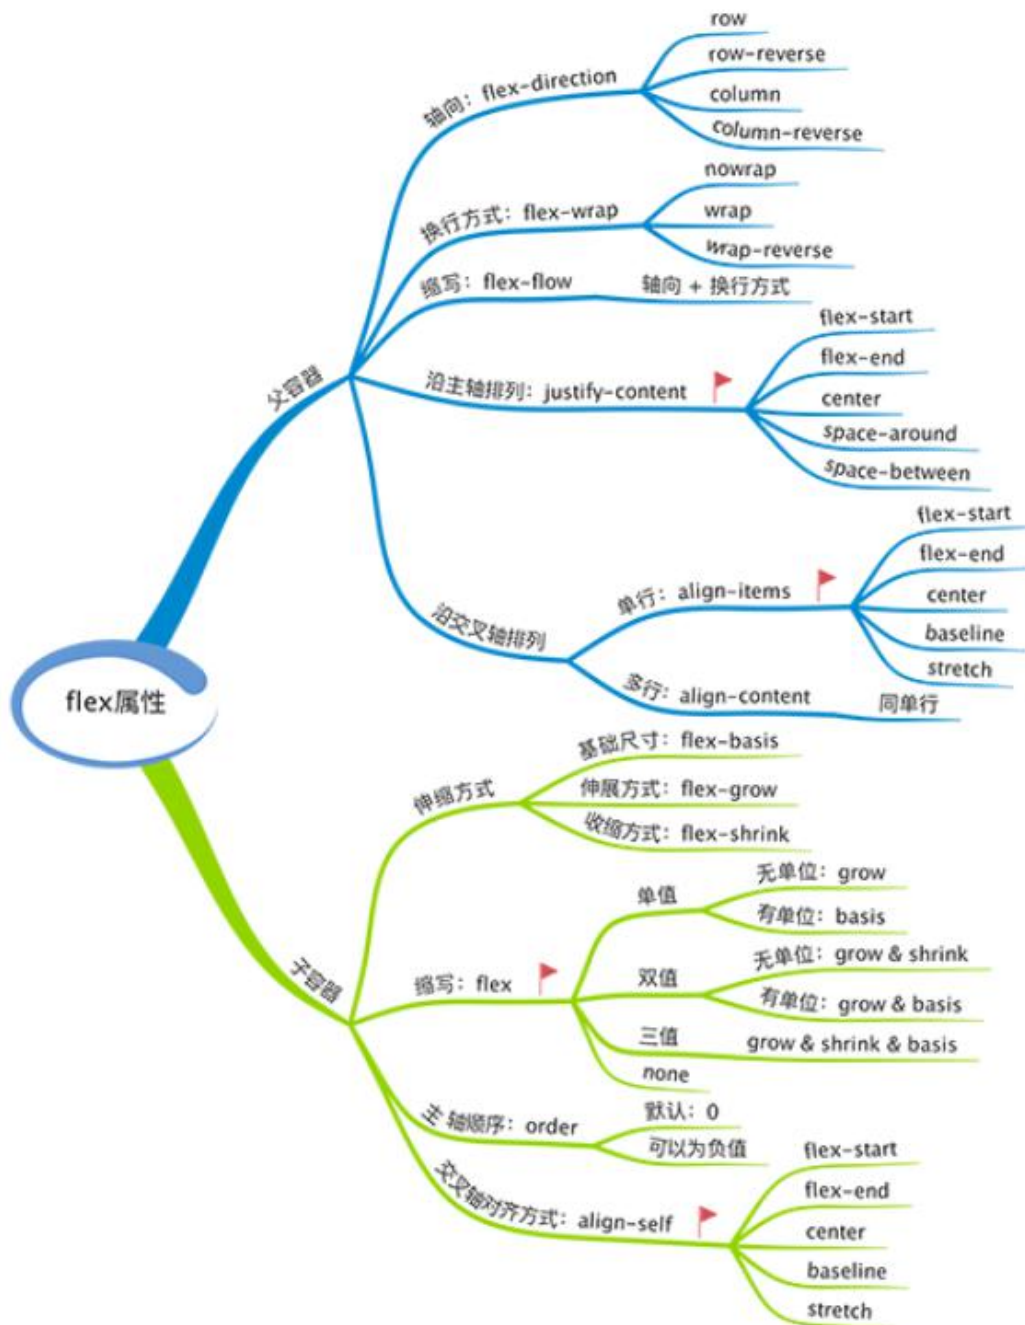 flex属性
父容器
轴向：flex-direction
row
row-reverse
column
column-reverse
换行方式：flex-wrap
nowrap
wrap
wrap-reverse
缩写：flex-flow
轴向 + 换行方式
沿主轴排列：justify-content
flex-start
flex-end
center
space-around
space-between
沿交叉轴排列
单行：align-items
flex-start
flex-end
center
baseline
stretch
多行：align-content
同单行
子容器
伸缩方式
基础尺寸：flex-basis
伸展方式：flex-grow
收缩方式：flex-shrink
缩写：flex
单值
无单位：grow
有单位：basis
双值
无单位：grow & shrink
有单位：grow & basis
三值
grow & shrink & basis
none
主轴顺序：order
默认：0
可以为负值
交叉轴对齐方式：align-self
flex-start
flex-end
center
baseline
stretch